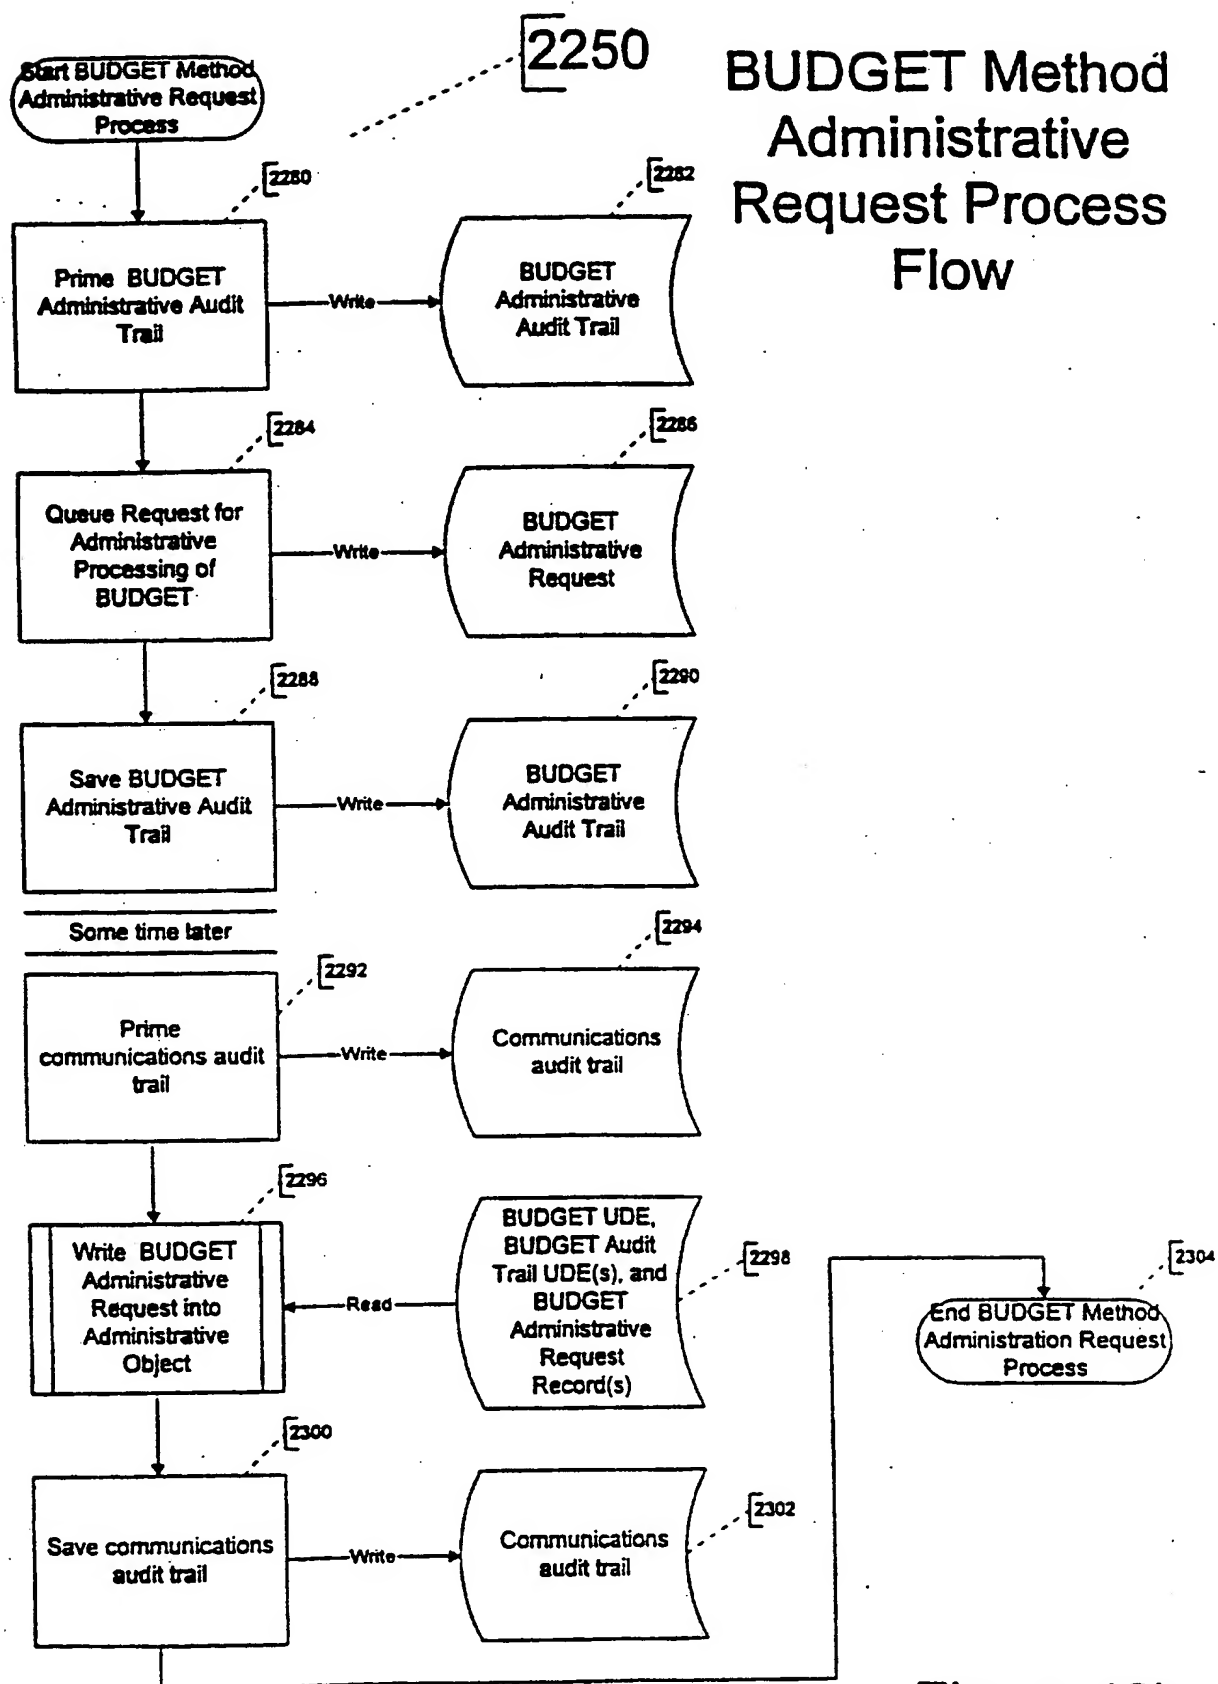 2250
BUDGET Method
Administrative
Request Process
Flow
Start BUDGET Method
Administrative Request
Process
2280
Prime BUDGET
Administrative Audit
Trail
Write
2282
BUDGET
Administrative
Audit Trail
2284
Queue Request for
Administrative
Processing of
BUDGET
Write
2286
BUDGET
Administrative
Request
2288
Save BUDGET
Administrative Audit
Trail
Write
2290
BUDGET
Administrative
Audit Trail
Some time later
2292
Prime
communications audit
trail
Write
2294
Communications
audit trail
2296
Write BUDGET
Administrative
Request into
Administrative
Object
Read
BUDGET UDE,
BUDGET Audit
Trail UDE(s), and
BUDGET
Administrative
Request
Record(s)
2298
2300
Save communications
audit trail
Write
Communications
audit trail
2302
2304
End BUDGET Method
Administration Request
Process